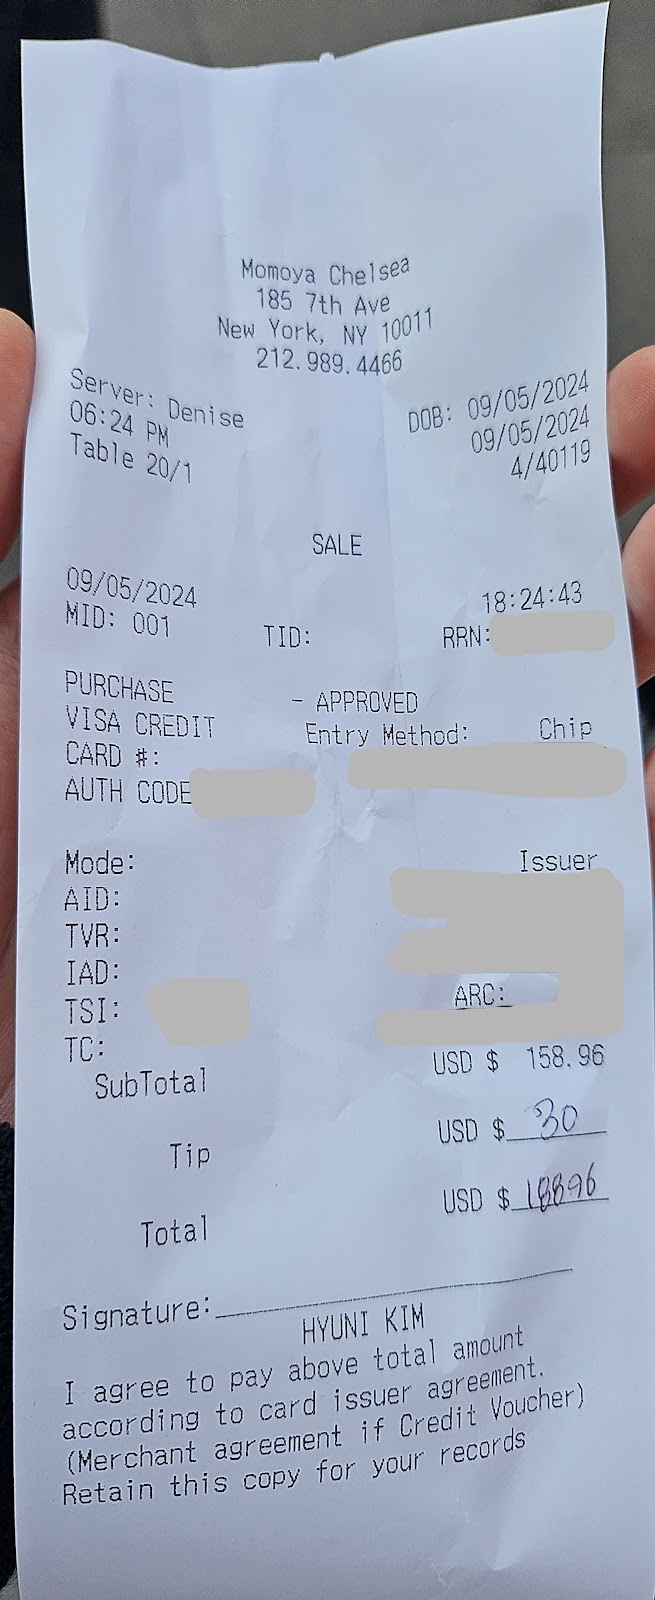 Momoya Chelsea
185 7th Ave
New York, NY 10011
212.989.4466
Server: Denise DOB: 09/05/2024
06:24 PM 09/05/2024
Table 20/1 4/40119
SALE
09/05/2024 18:24:43
MID: 001 TID: RRN:
PURCHASE - APPROVED
VISA CREDIT Entry Method: Chip
CARD #:
AUTH CODE
Mode: Issuer
AID:
TVR:
IAD:
TSI: ARC:
TC:
SubTotal USD $ 158.96
Tip USD $ 30
Total USD $ 18896
Signature:
HYUNI KIM
I agree to pay above total amount
according to card issuer agreement.
(Merchant agreement if Credit Voucher)
Retain this copy for your records